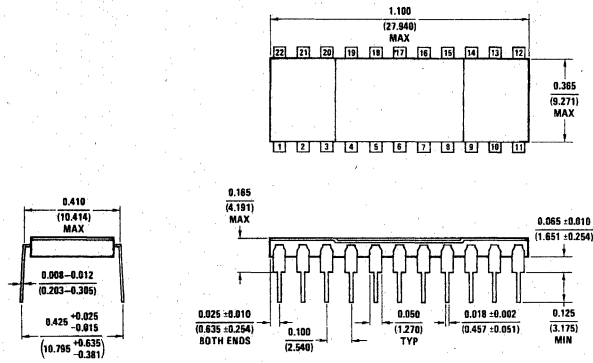 1.100
(27.940)
MAX
22 21 20 19 18 17 16 15 14 13 12
0.365
(9.271)
MAX
1 2 3 4 5 6 7 8 9 10 11
0.410
(10.414)
MAX
0.165
(4.191)
MAX
0.065 ±0.010
(1.651 ±0.254)
0.008–0.012
(0.203–0.305)
0.425 +0.025 –0.015
(10.795 +0.635 –0.381)
0.025 ±0.010
(0.635 ±0.254)
BOTH ENDS
0.100
(2.540)
0.050
(1.270)
TYP
0.018 ±0.002
(0.457 ±0.051)
0.125
(3.175)
MIN